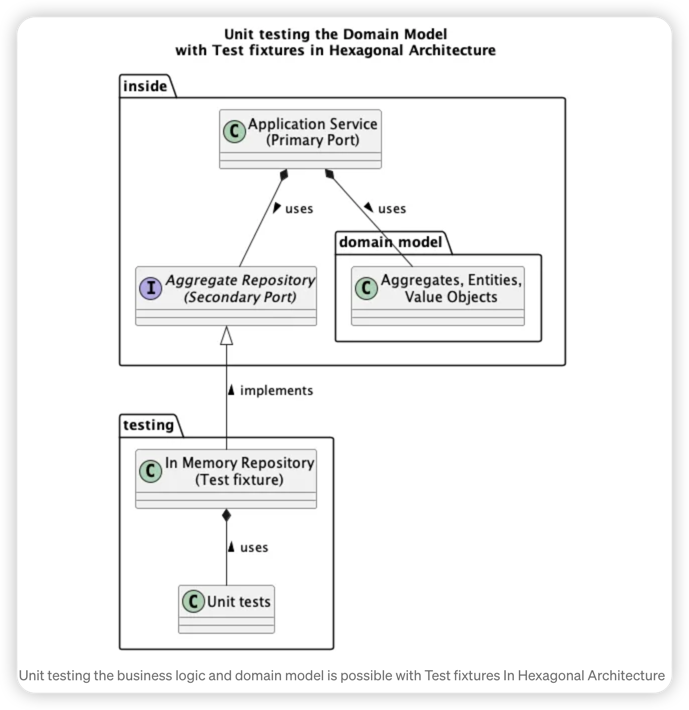 Unit testing the Domain Model
with Test fixtures in Hexagonal Architecture
inside
C Application Service
(Primary Port)
uses
uses
domain model
I Aggregate Repository
(Secondary Port)
C Aggregates, Entities,
Value Objects
implements
testing
C In Memory Repository
(Test fixture)
uses
C Unit tests
Unit testing the business logic and domain model is possible with Test fixtures In Hexagonal Architecture